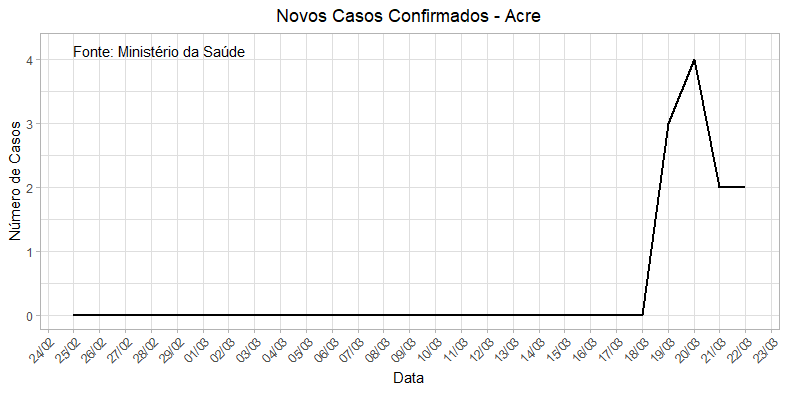 Novos Casos Confirmados - Acre
Fonte: Ministério da Saúde
Número de Casos
4
3
2
1
0
24/02 25/02 26/02 27/02 28/02 29/02 01/03 02/03 03/03 04/03 05/03 06/03 07/03 08/03 09/03 10/03 11/03 12/03 13/03 14/03 15/03 16/03 17/03 18/03 19/03 20/03 21/03 22/03 23/03
Data